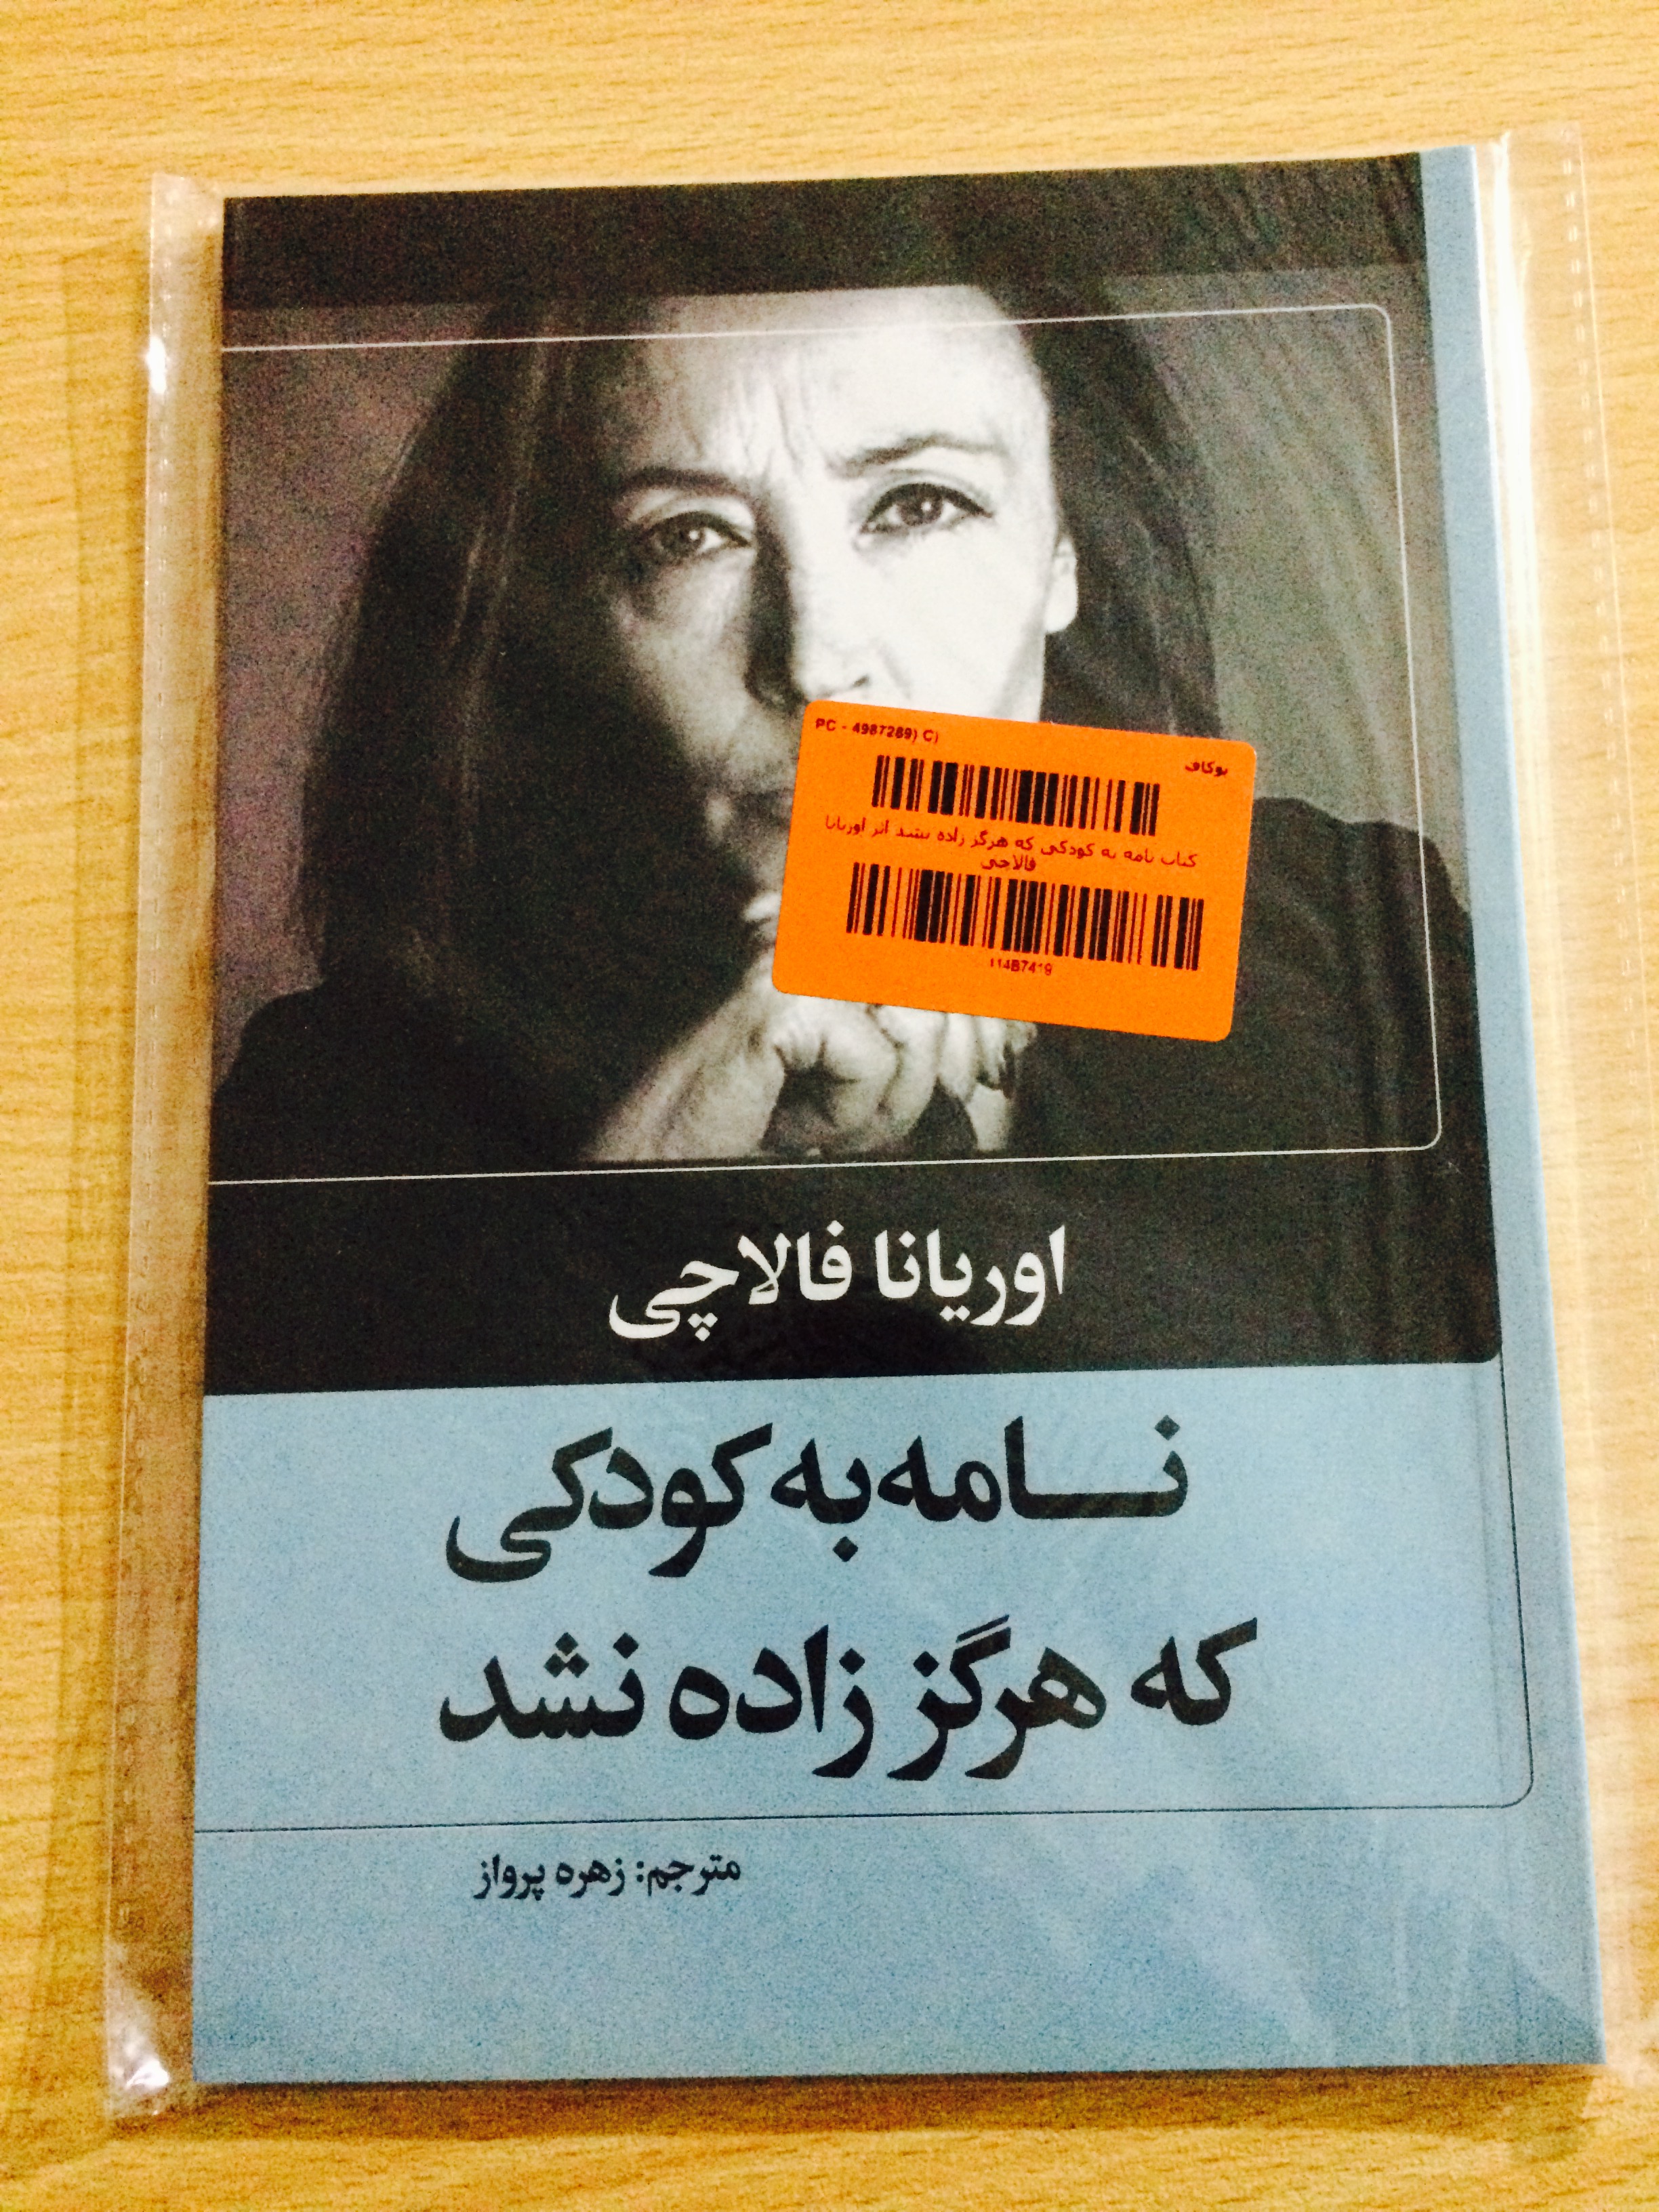 PC - 4987289) C)
بوکاف
کتاب نامه به کودکی که هرگز زاده نشد اثر اوریانا
فالاچی
11487419
اوریانا فالاچی
نامه به کودکی
که هرگز زاده نشد
مترجم: زهره پرواز